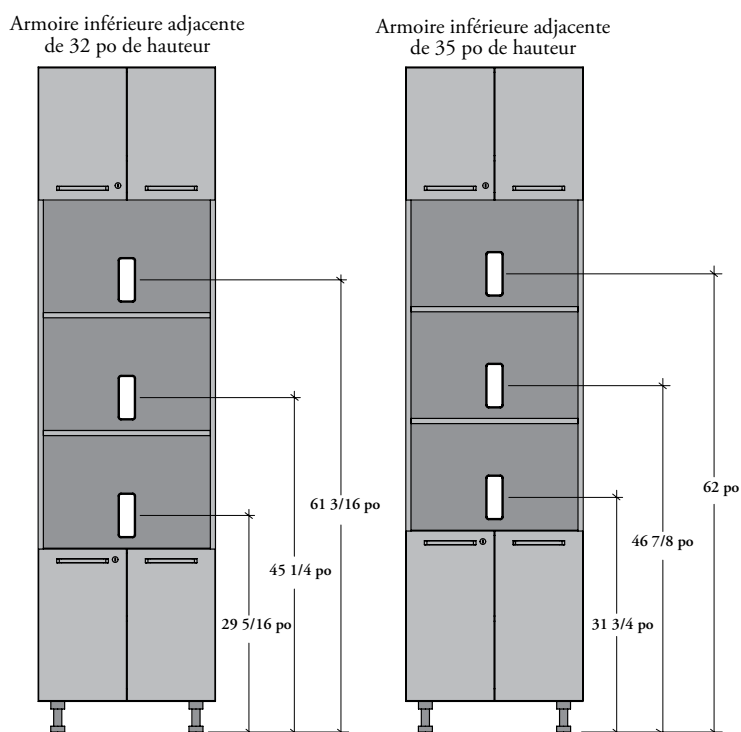 Armoire inférieure adjacente
de 32 po de hauteur
61 3/16 po
45 1/4 po
29 5/16 po
Armoire inférieure adjacente
de 35 po de hauteur
62 po
46 7/8 po
31 3/4 po